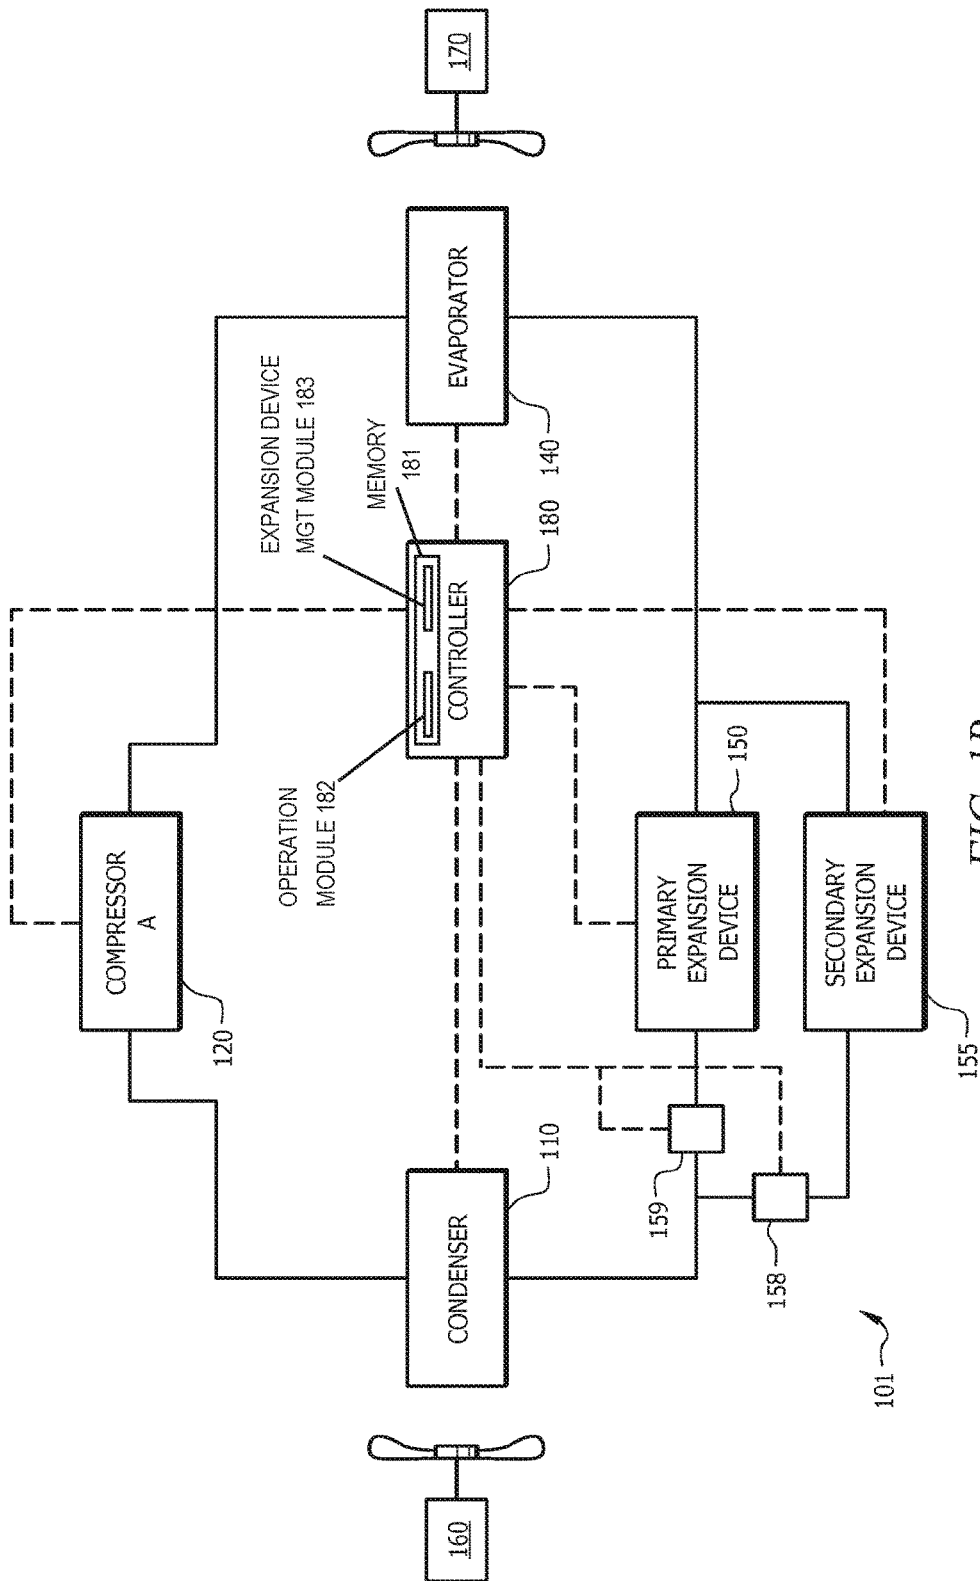 COMPRESSOR
A
120
EXPANSION DEVICE
MGT MODULE 183
OPERATION
MODULE 182
MEMORY
181
160
CONDENSER
110
CONTROLLER
180
EVAPORATOR
140
170
159
PRIMARY
EXPANSION
DEVICE
150
158
SECONDARY
EXPANSION
DEVICE
101
155
FIG.